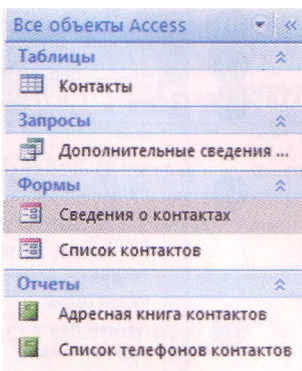 Все объекты Access
Таблицы
Контакты
Запросы
Дополнительные сведения ...
Формы
Сведения о контактах
Список контактов
Отчеты
Адресная книга контактов
Список телефонов контактов